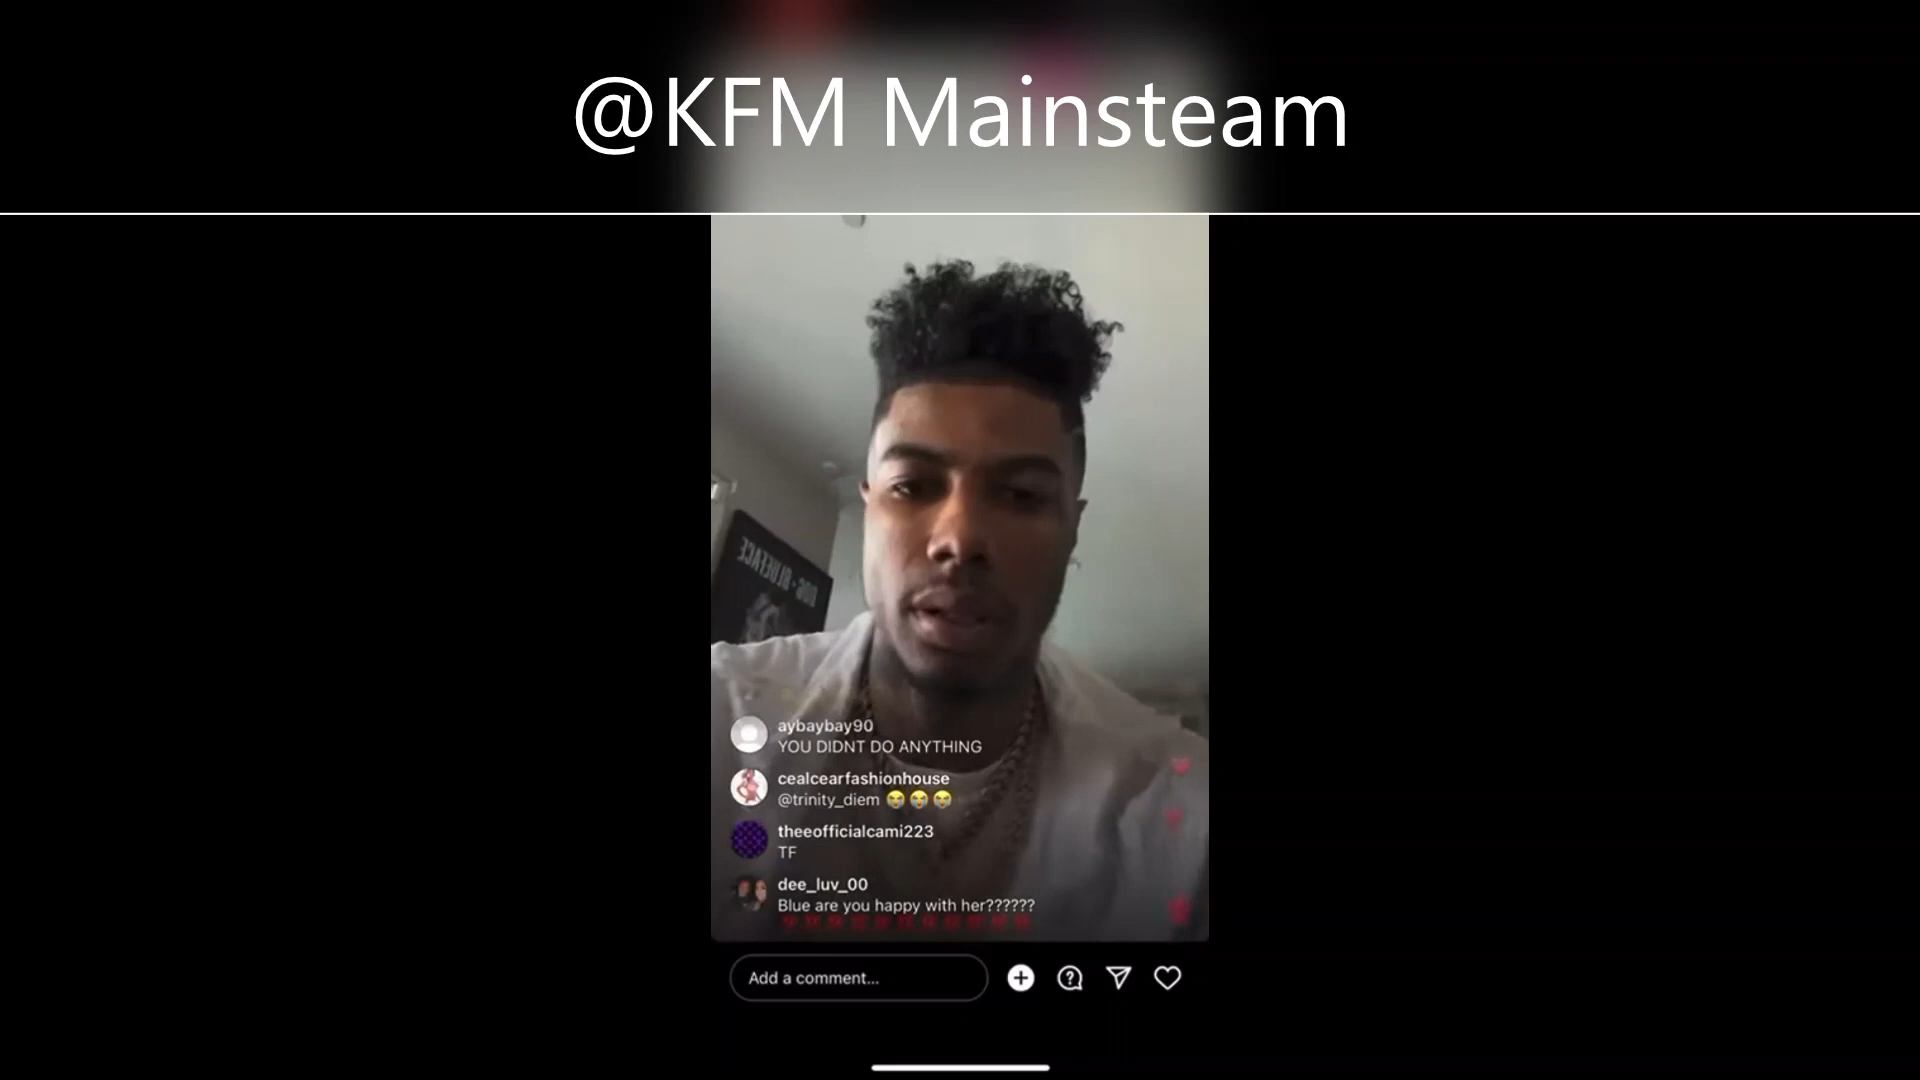 @KFM Mainsteam
BLUEFACE
aybaybay90
YOU DIDNT DO ANYTHING
cealcearfashionhouse
@trinity_diem 😭😭😭
theeofficialcami223
TF
dee_luv_00
Blue are you happy with her??????
Add a comment...